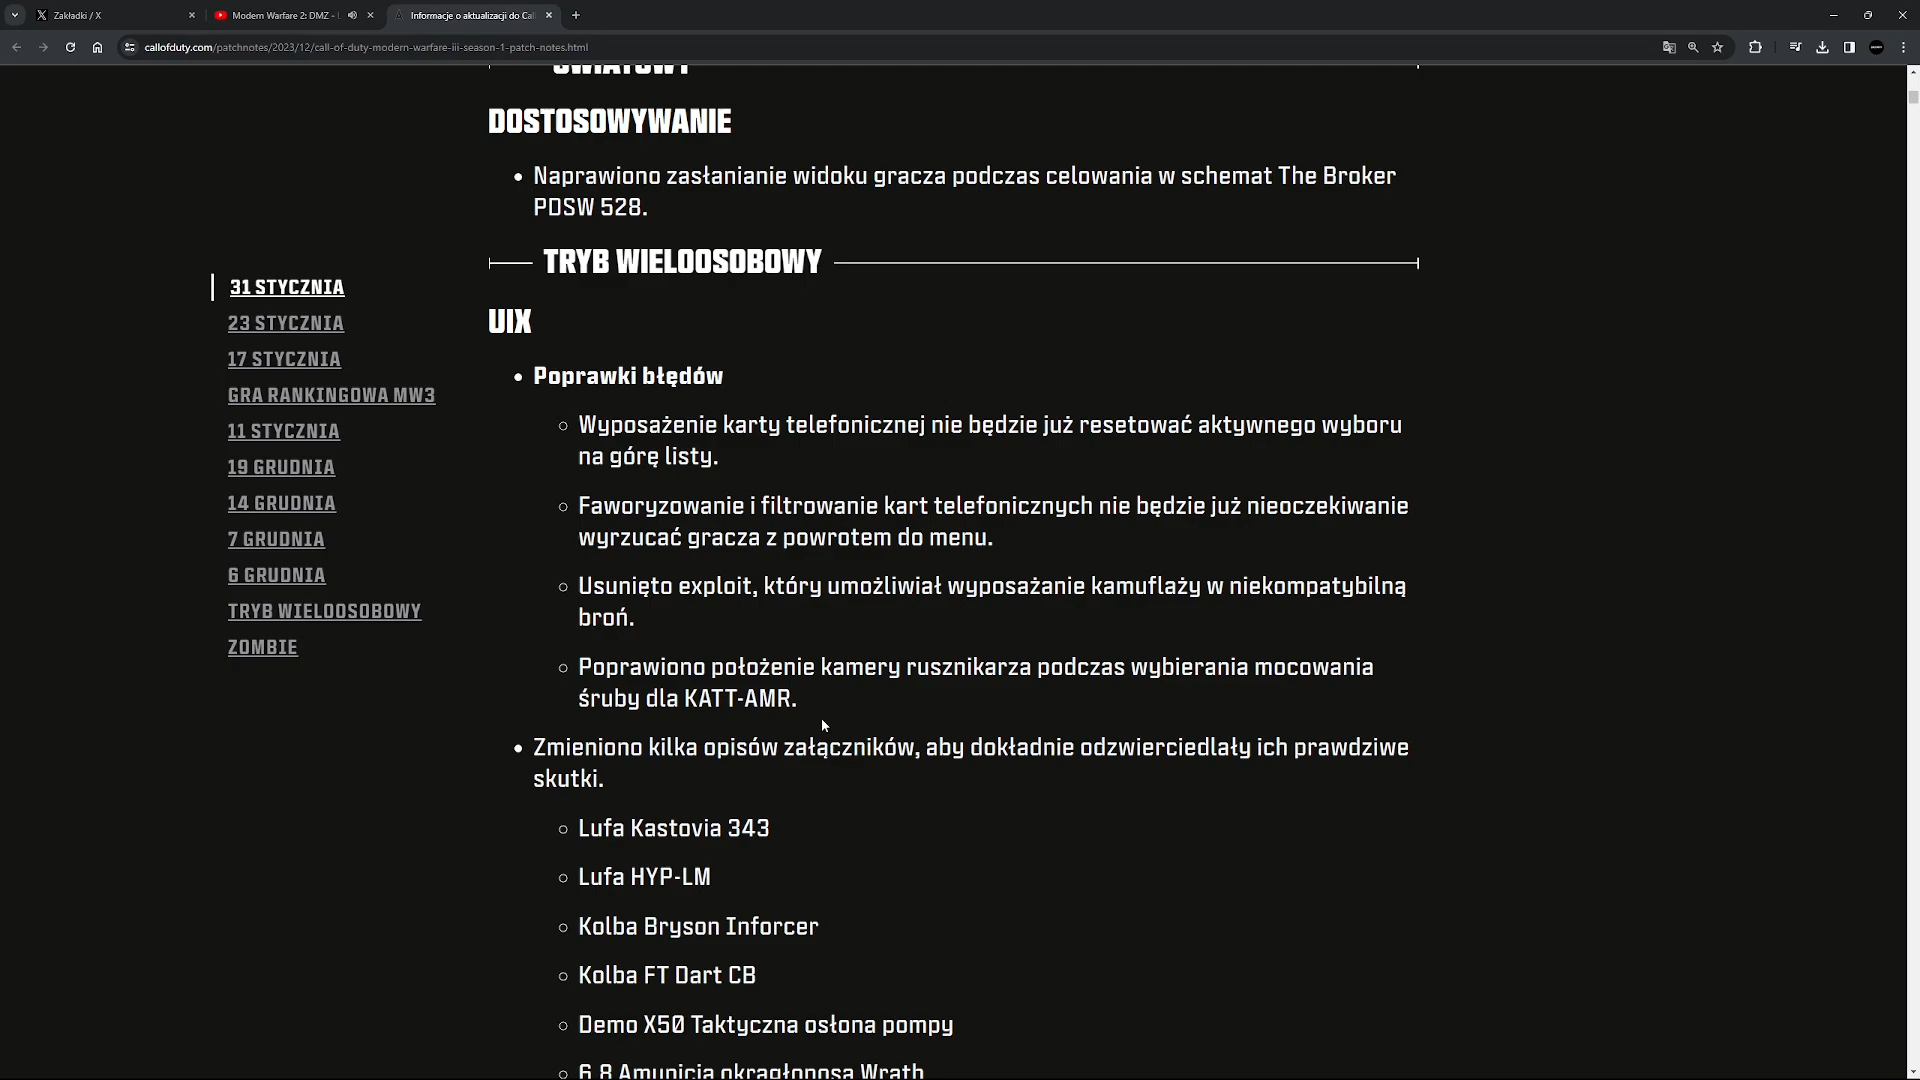 Zakładki / X
Modern Warfare 2: DMZ - L
Informacje o aktualizacji do Cal
callofduty.com/patchnotes/2023/12/call-of-duty-modern-warfare-iii-season-1-patch-notes.html
ŚWIATOWY
DOSTOSOWYWANIE
Naprawiono zasłanianie widoku gracza podczas celowania w schemat The Broker
PDSW 528.
TRYB WIELOOSOBOWY
31 STYCZNIA
23 STYCZNIA
17 STYCZNIA
GRA RANKINGOWA MW3
11 STYCZNIA
19 GRUDNIA
14 GRUDNIA
7 GRUDNIA
6 GRUDNIA
TRYB WIELOOSOBOWY
ZOMBIE
UIX
Poprawki błędów
Wyposażenie karty telefonicznej nie będzie już resetować aktywnego wyboru
na górę listy.
Faworyzowanie i filtrowanie kart telefonicznych nie będzie już nieoczekiwanie
wyrzucać gracza z powrotem do menu.
Usunięto exploit, który umożliwiał wyposażanie kamuflaży w niekompatybilną
broń.
Poprawiono położenie kamery rusznikarza podczas wybierania mocowania
śruby dla KATT-AMR.
Zmieniono kilka opisów załączników, aby dokładnie odzwierciedlały ich prawdziwe
skutki.
Lufa Kastovia 343
Lufa HYP-LM
Kolba Bryson Inforcer
Kolba FT Dart CB
Demo X50 Taktyczna osłona pompy
6.8 Amunicja okrągłonosa Wrath